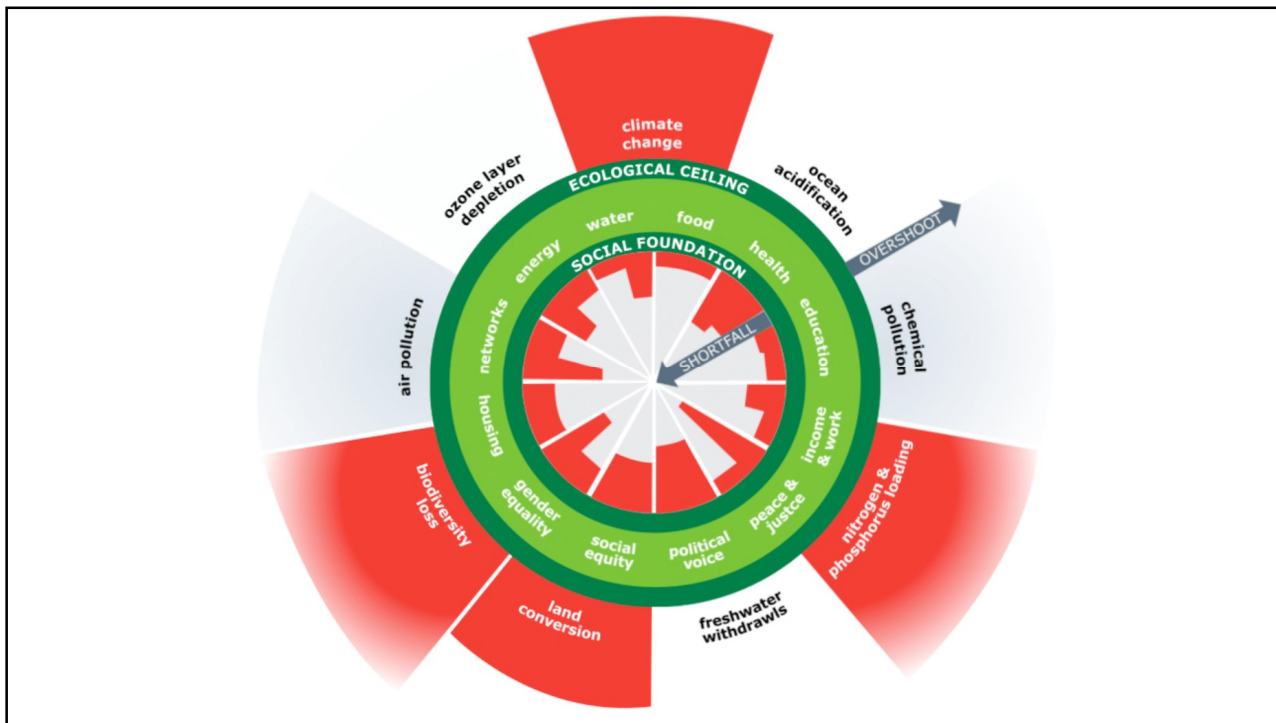 climate
change
ozone layer
depletion
ocean
acidification
ECOLOGICAL CEILING
OVERSHOOT
water
food
energy
health
SOCIAL FOUNDATION
air pollution
networks
SHORTFALL
education
chemical
pollution
housing
income
& work
biodiversity
loss
gender
equality
peace &
justce
nitrogen &
phosphorus loading
social
equity
political
voice
land
conversion
freshwater
withdrawls